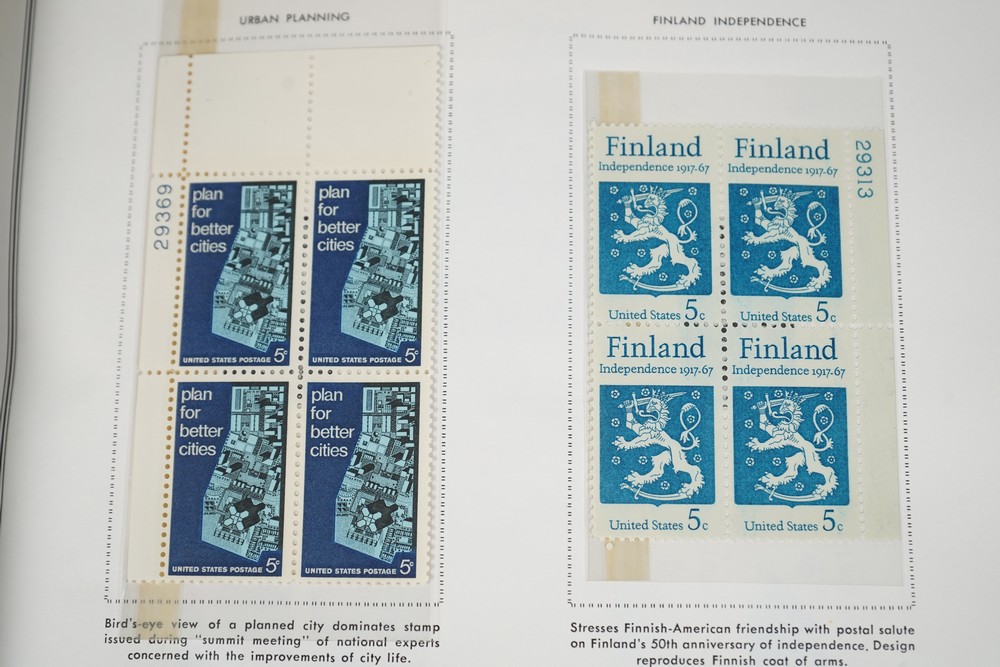 URBAN PLANNING
29369
plan
for
better
cities
UNITED STATES POSTAGE 5c
plan
for
better
cities
UNITED STATES POSTAGE 5c
plan
for
better
cities
UNITED STATES POSTAGE 5c
plan
for
better
cities
UNITED STATES POSTAGE 5c
Bird's-eye view of a planned city dominates stamp
issued during "summit meeting" of national experts
concerned with the improvements of city life.
FINLAND INDEPENDENCE
Finland
Independence 1917-67
United States 5c
Finland
Independence 1917-67
United States 5c
29313
Finland
Independence 1917-67
United States 5c
Finland
Independence 1917-67
United States 5c
Stresses Finnish-American friendship with postal salute
on Finland's 50th anniversary of independence. Design
reproduces Finnish coat of arms.